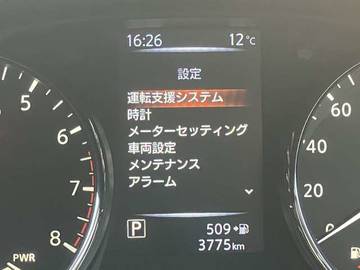 16:26 12℃
設定
運転支援システム
時計
メーターセッティング
車両設定
メンテナンス
アラーム
P 509
3775km
5
6
7
8
PWR
80
60
40
20
0